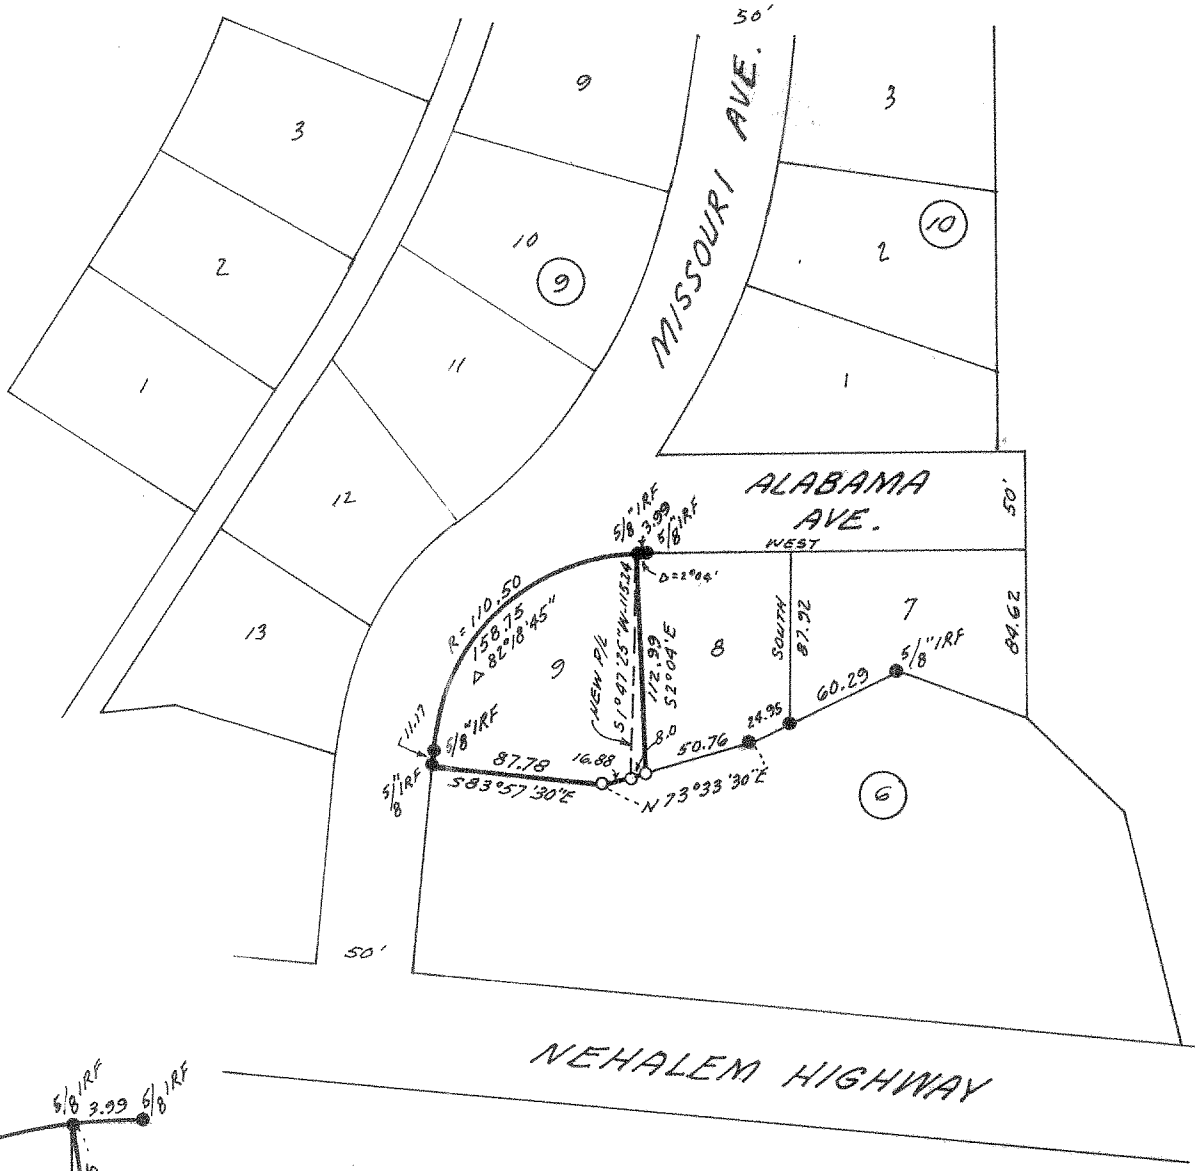 50'
MISSOURI AVE.
3
9
3
10
9
10
2
2
1
11
1
12
13
ALABAMA
AVE.
50'
WEST
5/8" IRF
3.99
5/8" IRF
Δ=2°04'
R=110.50
158.75
Δ 82°18'45"
9
NEW P/L
S1°47'25"W-115.24
112.99
S2°04'E
8
SOUTH
87.92
7
84.62
5/8" IRF
60.29
24.95
50.76
8.0
16.88
N 73°33'30"E
11.17
5/8" IRF
5/8" IRF
87.78
S83°57'30"E
6
50'
NEHALEM HIGHWAY
5/8" IRF
3.99
5/8" IRF